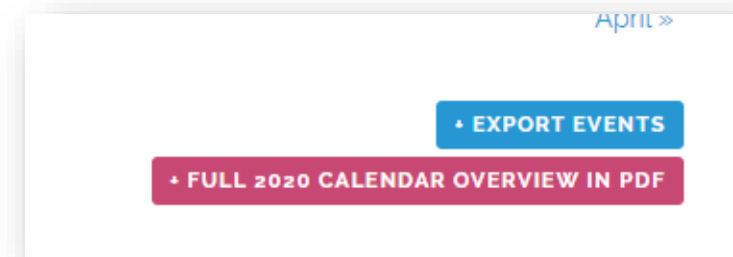 April »
+ EXPORT EVENTS
+ FULL 2020 CALENDAR OVERVIEW IN PDF